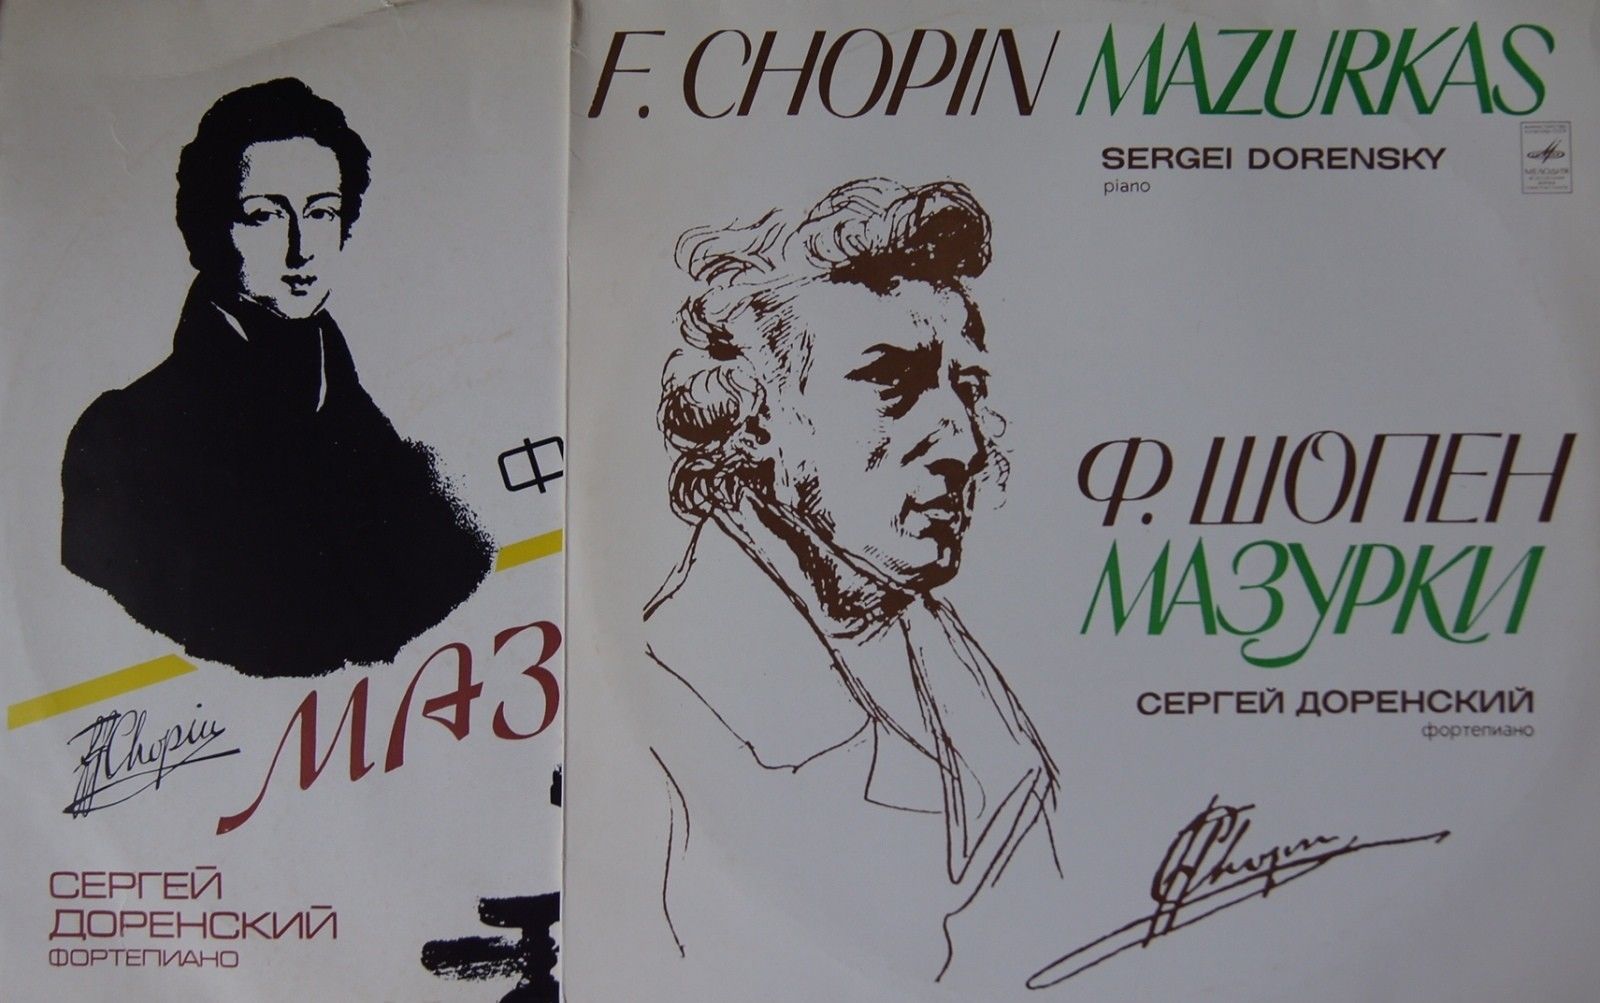 Ф
МАЗ
Chopin
СЕРГЕЙ
ДОРЕНСКИЙ
ФОРТЕПИАНО
F. CHOPIN MAZURKAS
SERGEI DORENSKY
piano
МЕЛОДИЯ
Ф. ШОПЕН
МАЗУРКИ
СЕРГЕЙ ДОРЕНСКИЙ
фортепиано
Chopin